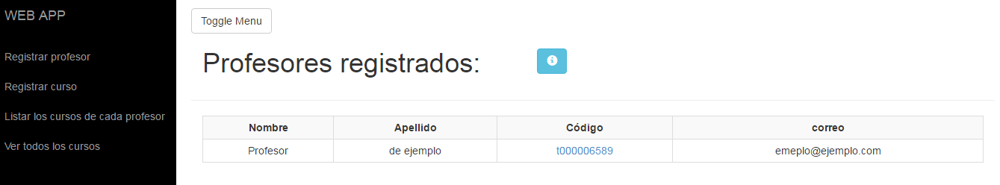 WEB APP
Registrar profesor
Registrar curso
Listar los cursos de cada profesor
Ver todos los cursos
Toggle Menu
Profesores registrados:
Nombre Apellido Código correo
Profesor de ejemplo t000006589 emeplo@ejemplo.com